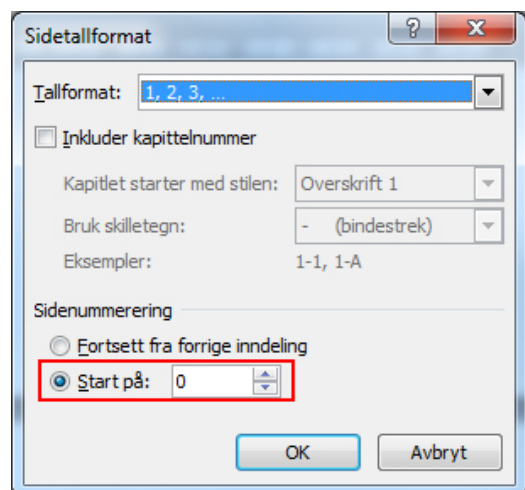 Sidetallformat
Tallformat: 1, 2, 3, ...
Inkluder kapittelnummer
Kapitlet starter med stilen: Overskrift 1
Bruk skilletegn: - (bindestrek)
Eksempler: 1-1, 1-A
Sidenummerering
Fortsett fra forrige inndeling
Start på: 0
OK Avbryt